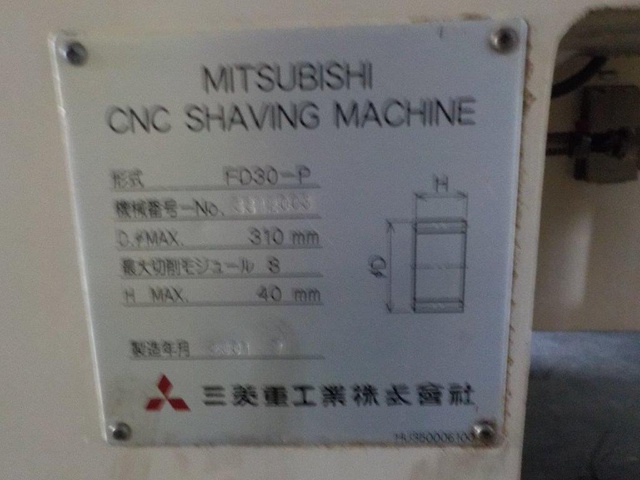 MITSUBISHI
CNC SHAVING MACHINE
形式 FD30-P
機械番号-No.
D.φMAX. 310 mm
最大切削モジュール 8
H MAX. 40 mm
製造年月
三菱重工業株式會社
H
φD